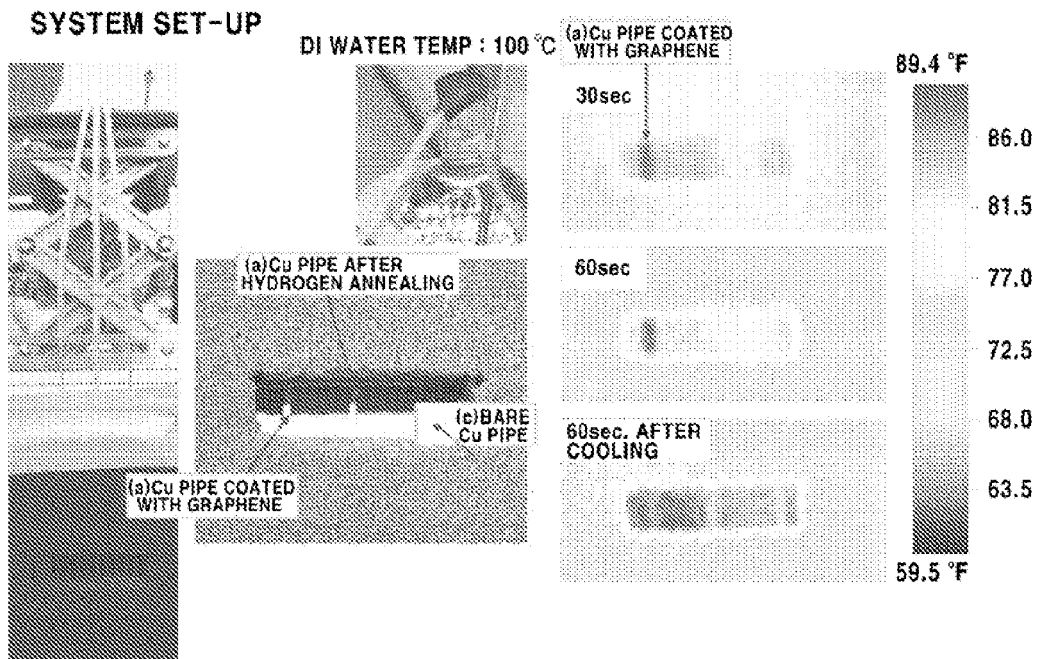 SYSTEM SET-UP
DI WATER TEMP : 100 °C
(a)Cu PIPE AFTER
HYDROGEN ANNEALING
(c)BARE
Cu PIPE
(a)Cu PIPE COATED
WITH GRAPHENE
(a)Cu PIPE COATED
WITH GRAPHENE
30sec
60sec
60sec. AFTER
COOLING
89.4 °F
86.0
81.5
77.0
72.5
68.0
63.5
59.5 °F